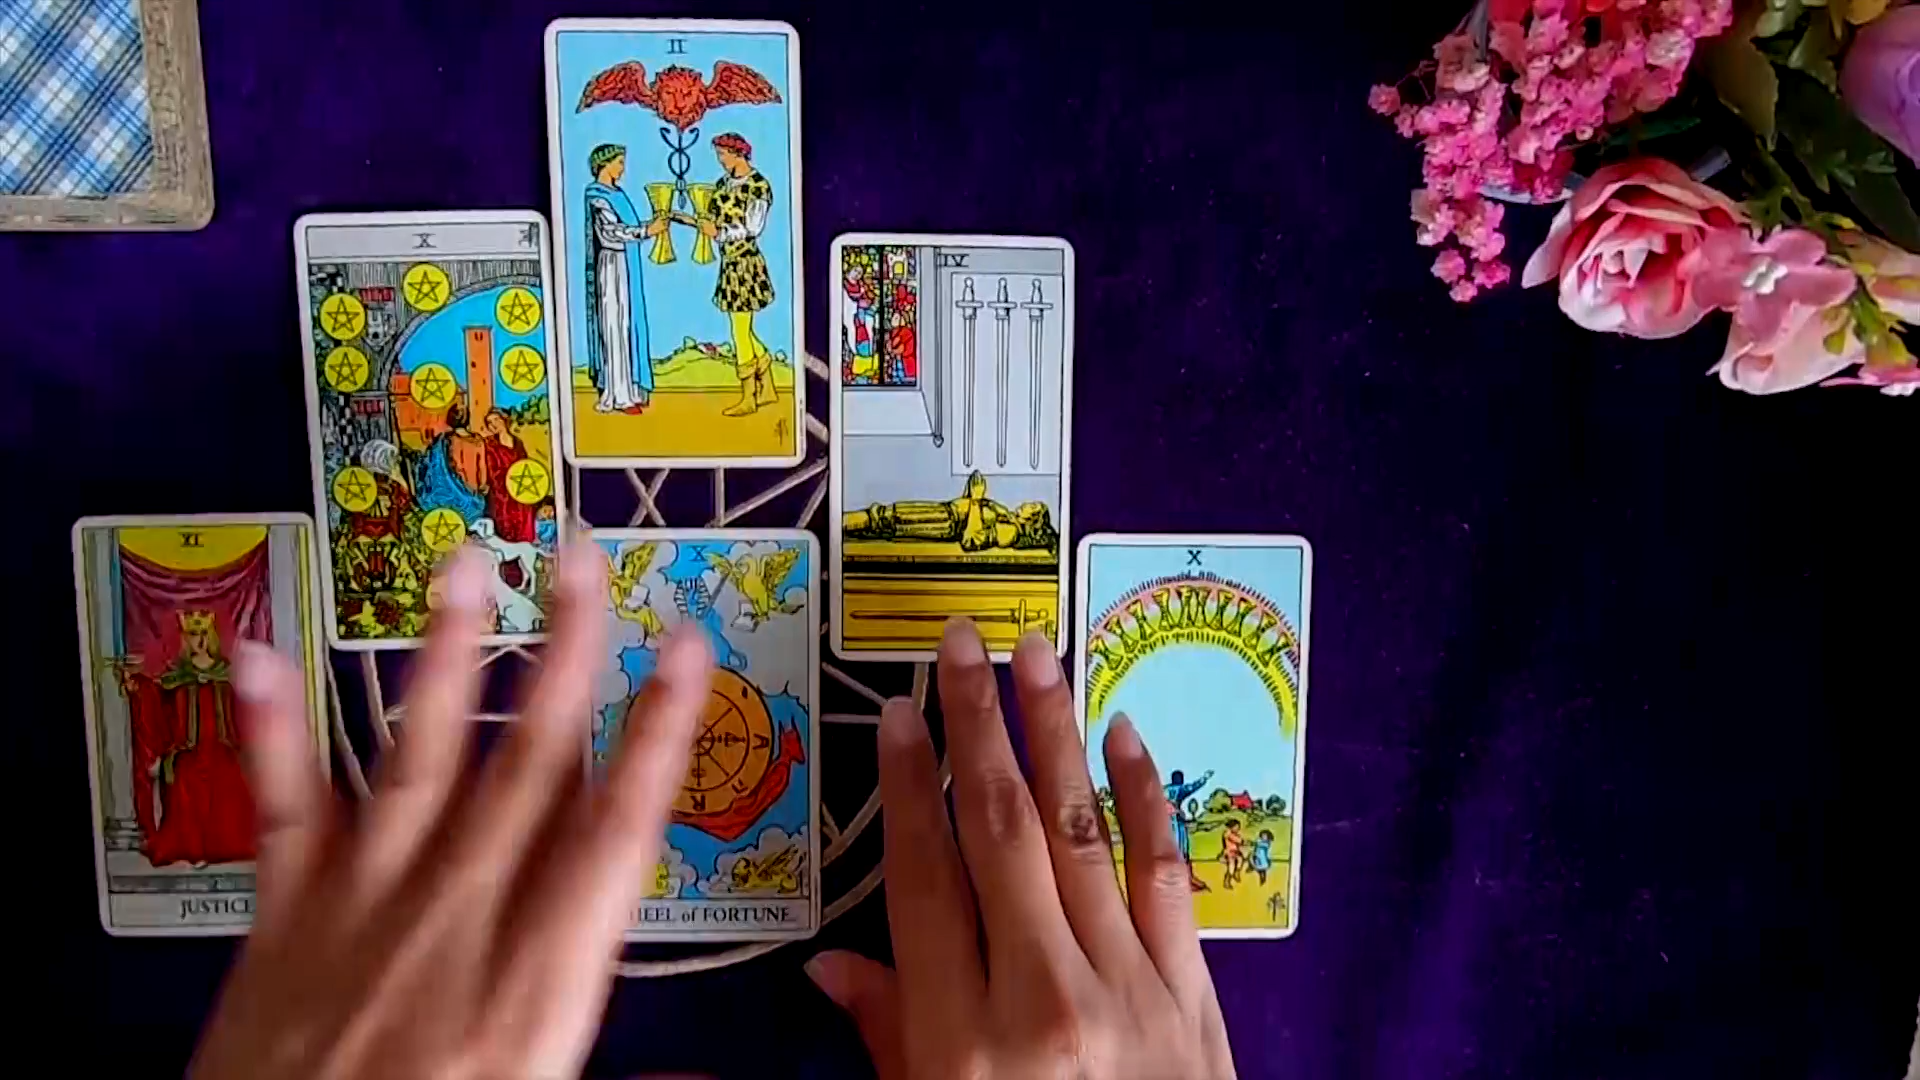 II
X
IV
XI
X
X
JUSTICE
HEEL of FORTUNE.
A
R